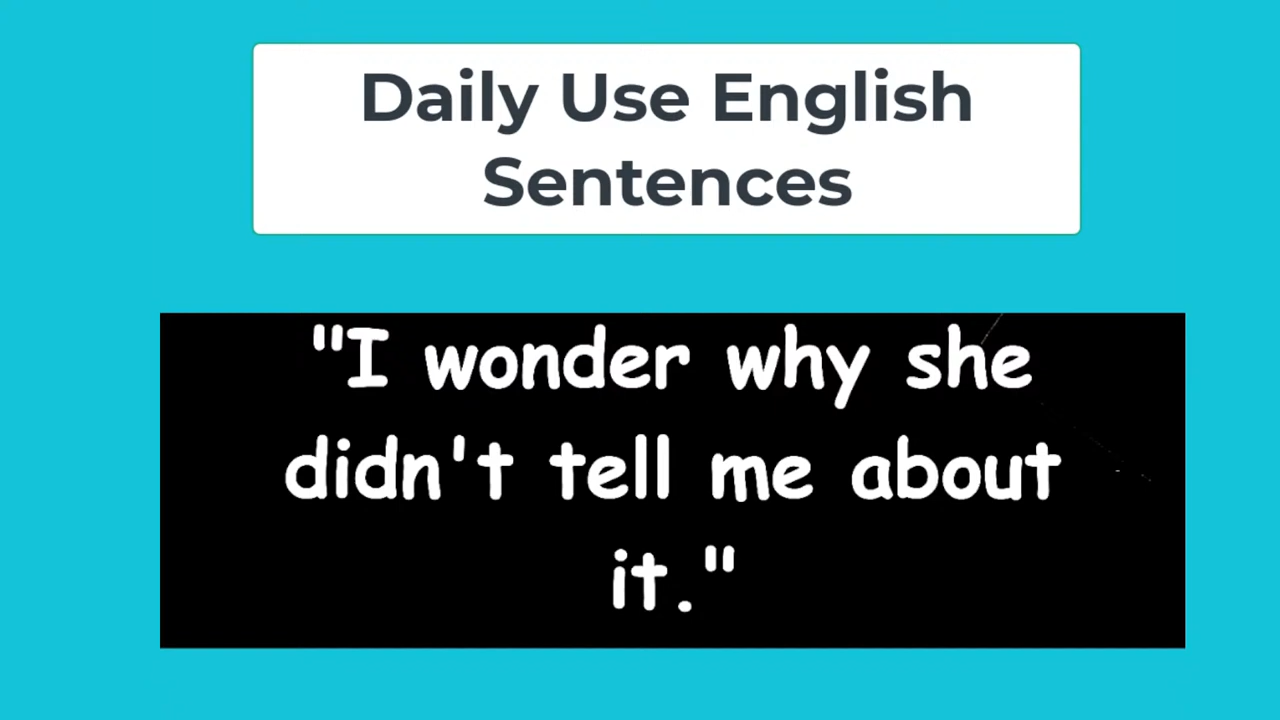 Daily Use English
Sentences
"I wonder why she
didn't tell me about
it."